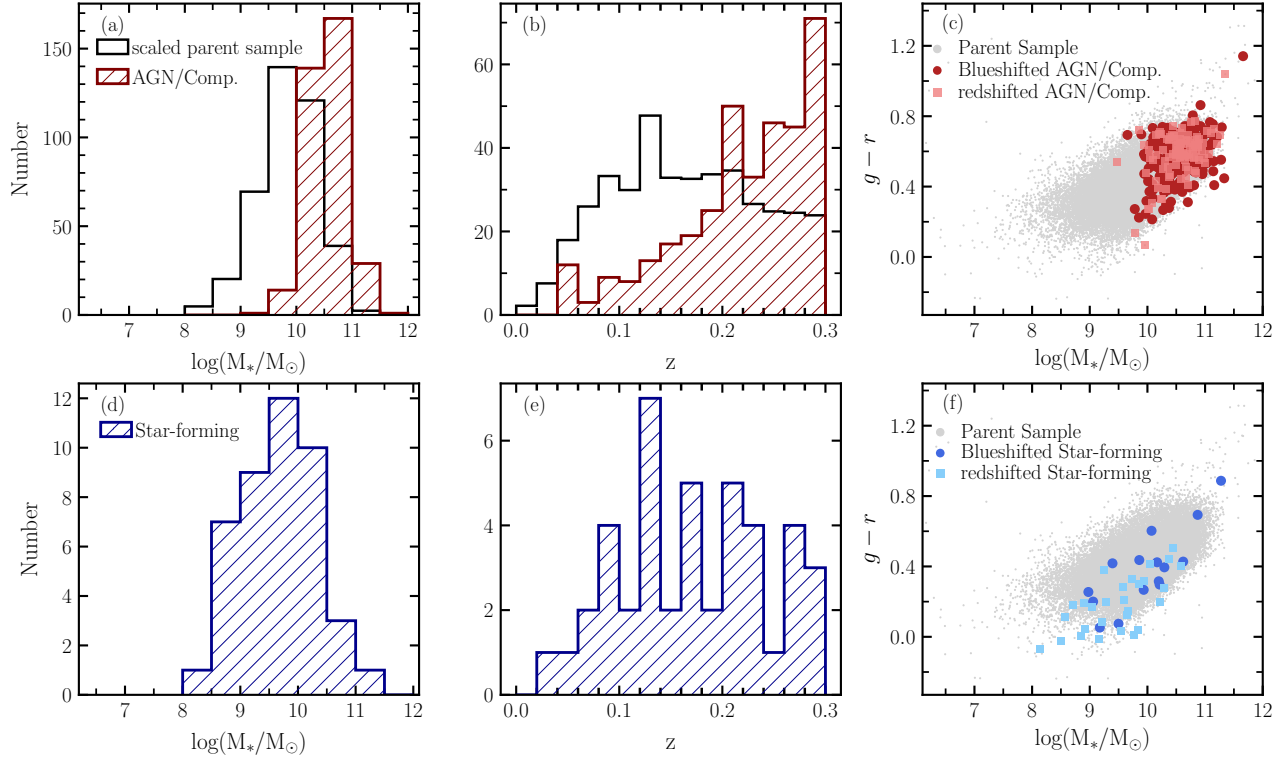 (a)
scaled parent sample
AGN/Comp.
Number
0
50
100
150
7
8
9
10
11
12
log(M*/M⊙)
(b)
0
20
40
60
0.0
0.1
0.2
0.3
z
(c)
Parent Sample
Blueshifted AGN/Comp.
redshifted AGN/Comp.
g − r
0.0
0.4
0.8
1.2
7
8
9
10
11
12
log(M*/M⊙)
(d)
Star-forming
Number
0
2
4
6
8
10
12
7
8
9
10
11
12
log(M*/M⊙)
(e)
0
2
4
6
0.0
0.1
0.2
0.3
z
(f)
Parent Sample
Blueshifted Star-forming
redshifted Star-forming
g − r
0.0
0.4
0.8
1.2
7
8
9
10
11
12
log(M*/M⊙)